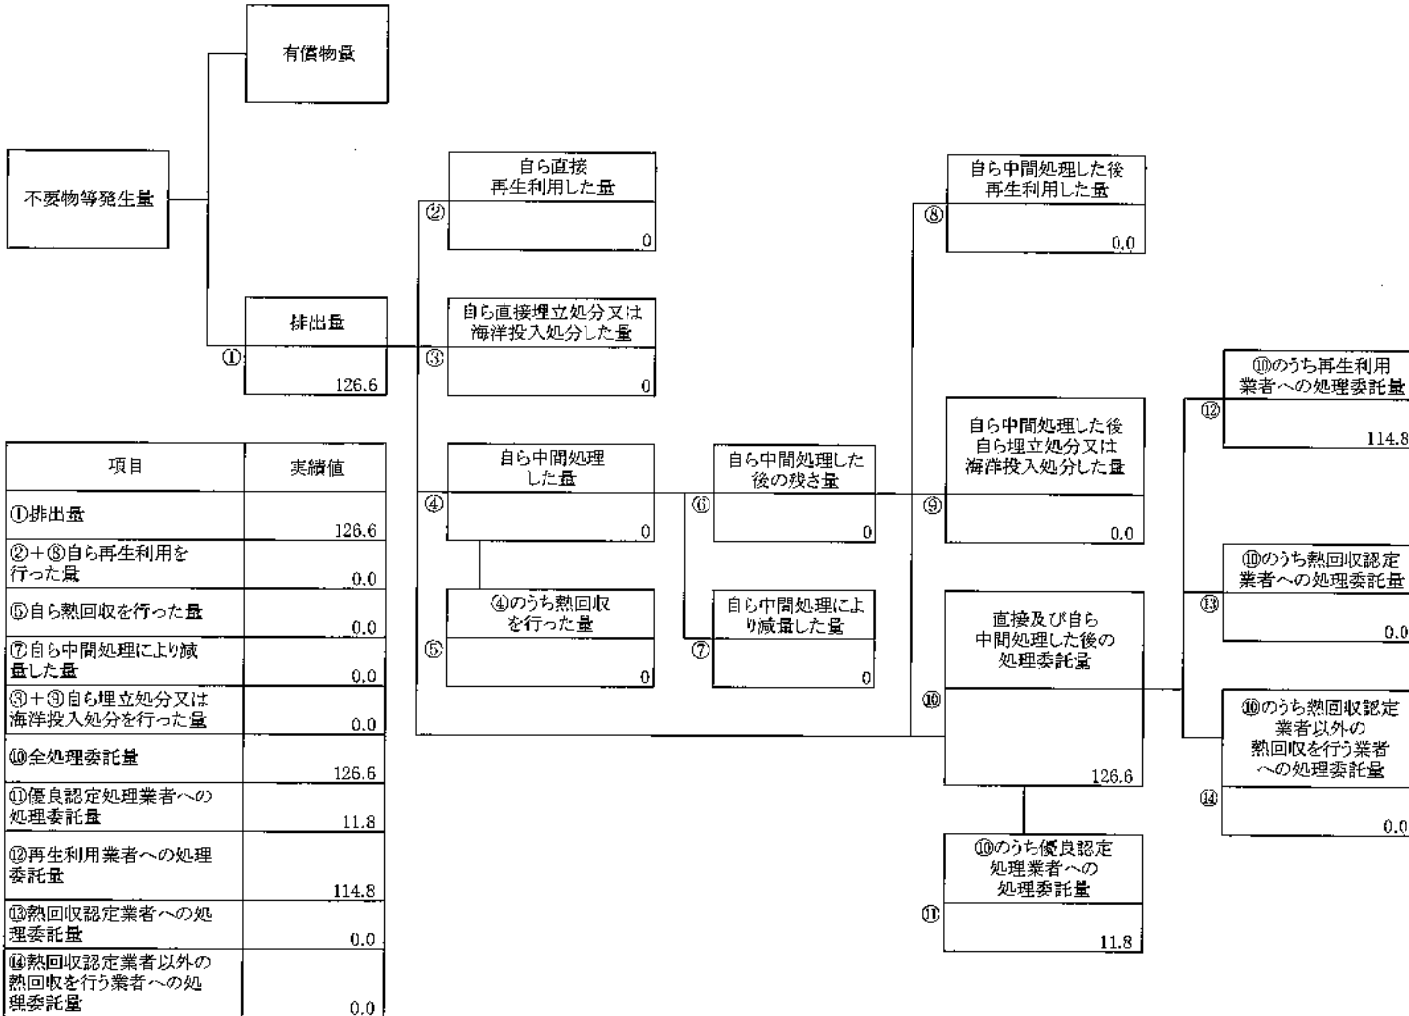 有償物量
不要物等発生量
排出量
①
126.6
自ら直接
再生利用した量
②
0
自ら直接埋立処分又は
海洋投入処分した量
③
0
自ら中間処理
した量
④
0
④のうち熱回収
を行った量
⑤
0
自ら中間処理した
後の残さ量
⑥
0
自ら中間処理によ
り減量した量
⑦
0
自ら中間処理した後
再生利用した量
⑧
0.0
自ら中間処理した後
自ら埋立処分又は
海洋投入処分した量
⑨
0.0
直接及び自ら
中間処理した後の
処理委託量
⑩
126.6
⑩のうち優良認定
処理業者への
処理委託量
⑪
11.8
⑩のうち再生利用
業者への処理委託量
⑫
114.8
⑩のうち熱回収認定
業者への処理委託量
⑬
0.0
⑩のうち熱回収認定
業者以外の
熱回収を行う業者
への処理委託量
⑭
0.0
項目 実績値
①排出量
126.6
②+⑧自ら再生利用を
行った量 0.0
⑤自ら熱回収を行った量
0.0
⑦自ら中間処理により減
量した量 0.0
③+⑨自ら埋立処分又は
海洋投入処分を行った量 0.0
⑩全処理委託量
126.6
⑪優良認定処理業者への
処理委託量 11.8
⑫再生利用業者への処理
委託量 114.8
⑬熱回収認定業者への処
理委託量 0.0
⑭熱回収認定業者以外の
熱回収を行う業者への処
理委託量 0.0